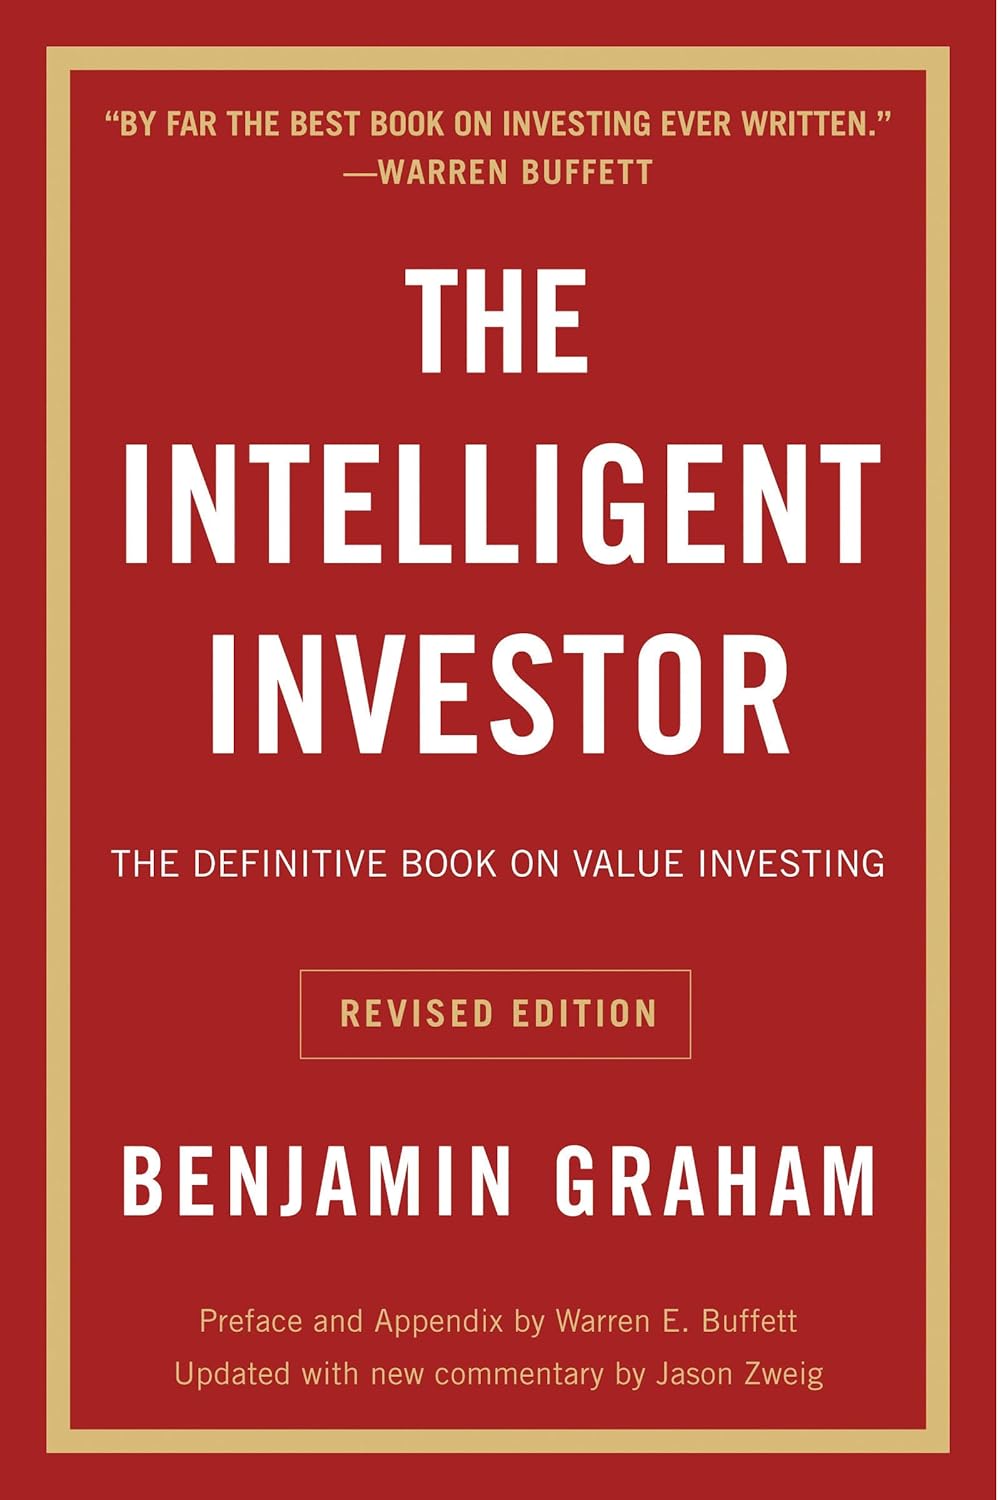 “BY FAR THE BEST BOOK ON INVESTING EVER WRITTEN.”
—WARREN BUFFETT
THE
INTELLIGENT
INVESTOR
THE DEFINITIVE BOOK ON VALUE INVESTING
REVISED EDITION
BENJAMIN GRAHAM
Preface and Appendix by Warren E. Buffett
Updated with new commentary by Jason Zweig